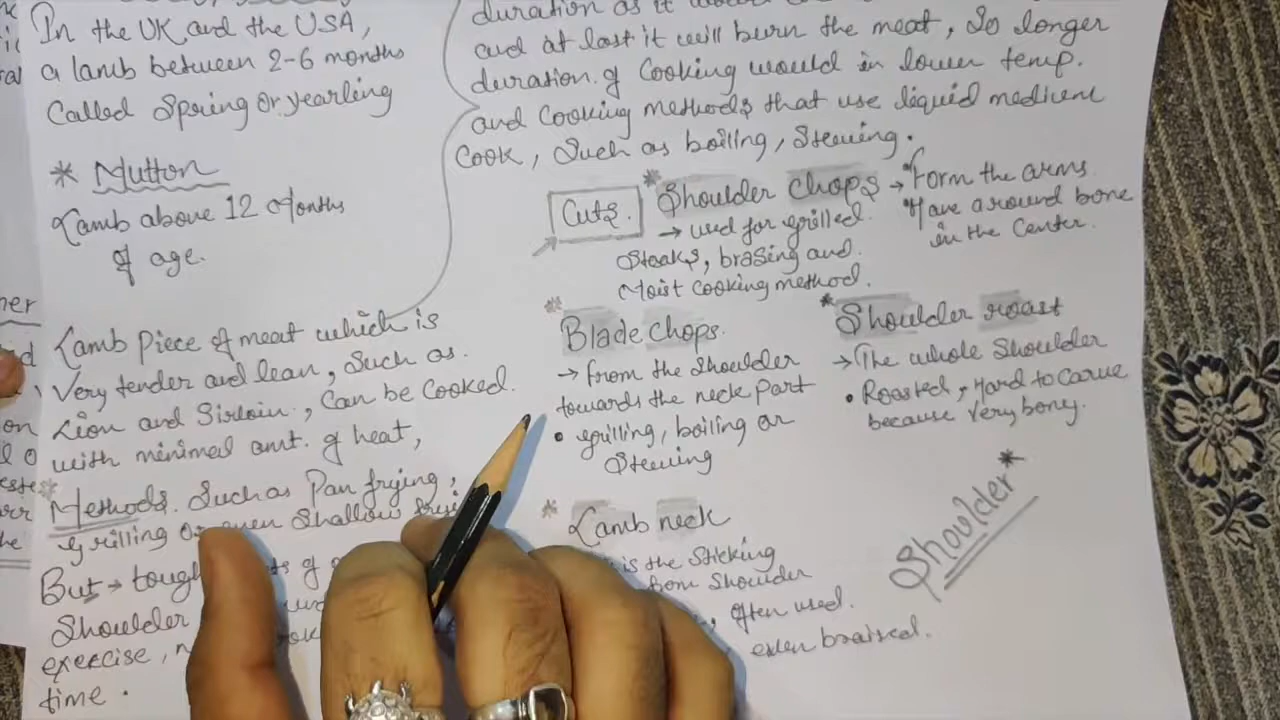 In the UK and the USA,
a lamb between 2-6 months
Called Spring or yearling
* Mutton
Lamb above 12 Months
of age.
Lamb piece of meat which is
Very tender and lean, Such as.
Lion and Sirloin, Can be Cooked.
with minimed amt. of heat,
Methods. Such as Pan frying,
Grilling or even Shallow
But → tough
Shoulder
exercise,
time.
duration as it
and at last it will burn the meat, So longer
duration of Cooking would in lower temp.
and Cooking methods that use liquid medium
Cook, Such as boiling, Stewing.
Cuts.
* Shoulder Chops
→ used for grilled
Steaks, brasing and
Moist cooking method.
→ Form the arms
Have around bone
in the Center.
* Blade Chops.
→ from the Shoulder
towards the neck part
• grilling, boiling or
Stewing
* Shoulder roast
→ The whole Shoulder
• Roasted, Hard to Carve
because Very boney.
* Lamb neck
is the Sticking
from Shoulder
, Often used.
even braised.
Shoulder*